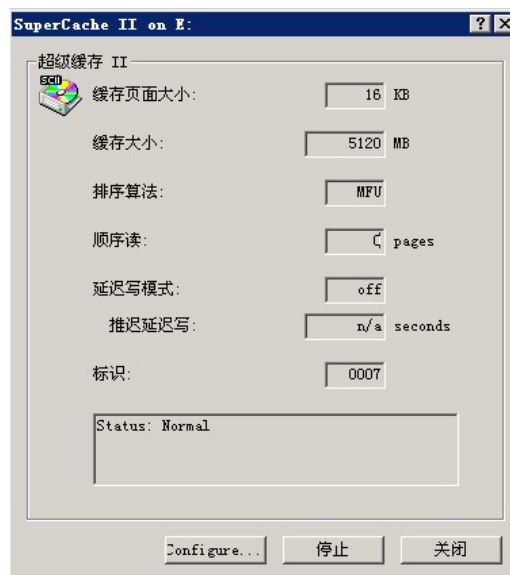 SuperCache II on E:
超级缓存 II
SCII
缓存页面大小: 16 KB
缓存大小: 5120 MB
排序算法: MFU
顺序读: pages
延迟写模式: off
推迟延迟写: n/a seconds
标识: 0007
Status: Normal
Configure... 停止 关闭